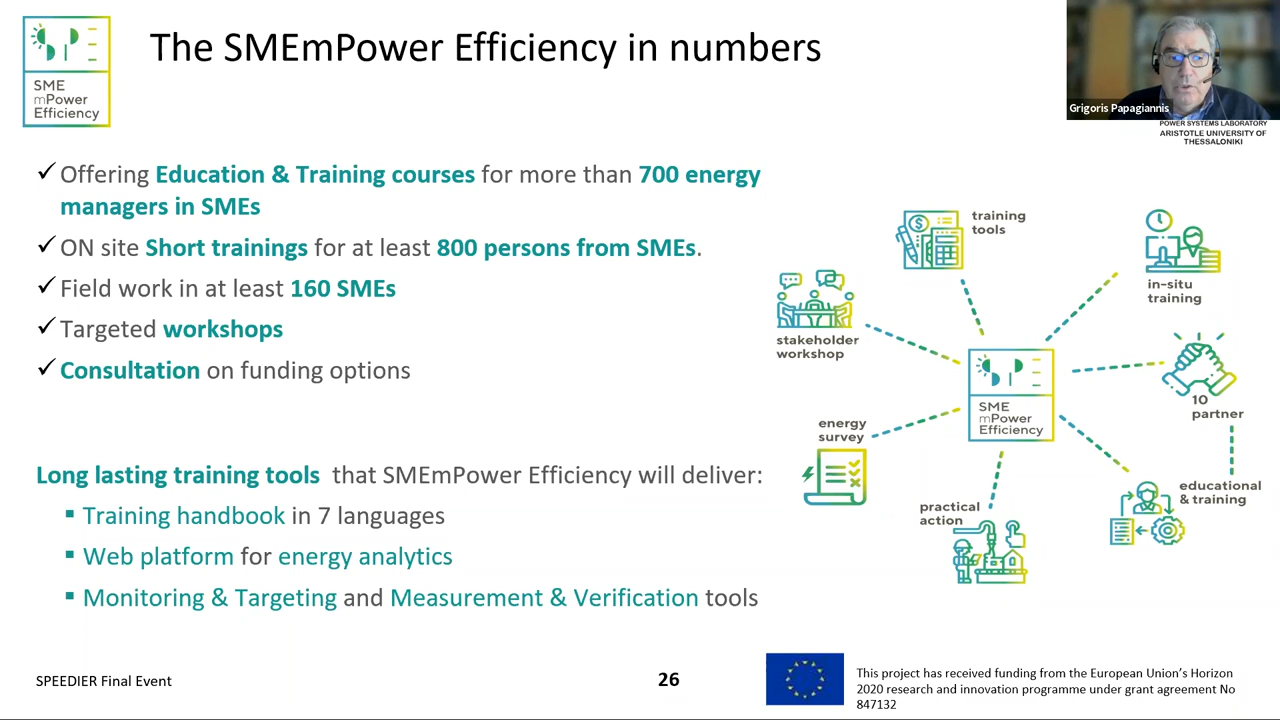 The SMEmPower Efficiency in numbers
SME
mPower
Efficiency
Grigoris Papagiannis
POWER SYSTEMS LABORATORY
ARISTOTLE UNIVERSITY OF
THESSALONIKI
Offering Education & Training courses for more than 700 energy
managers in SMEs
ON site Short trainings for at least 800 persons from SMEs.
Field work in at least 160 SMEs
Targeted workshops
Consultation on funding options
Long lasting training tools that SMEmPower Efficiency will deliver:
Training handbook in 7 languages
Web platform for energy analytics
Monitoring & Targeting and Measurement & Verification tools
training
tools
in-situ
training
stakeholder
workshop
10
partner
SME
mPower
Efficiency
energy
survey
educational
& training
practical
action
SPEEDIER Final Event
26
This project has received funding from the European Union’s Horizon
2020 research and innovation programme under grant agreement No
847132